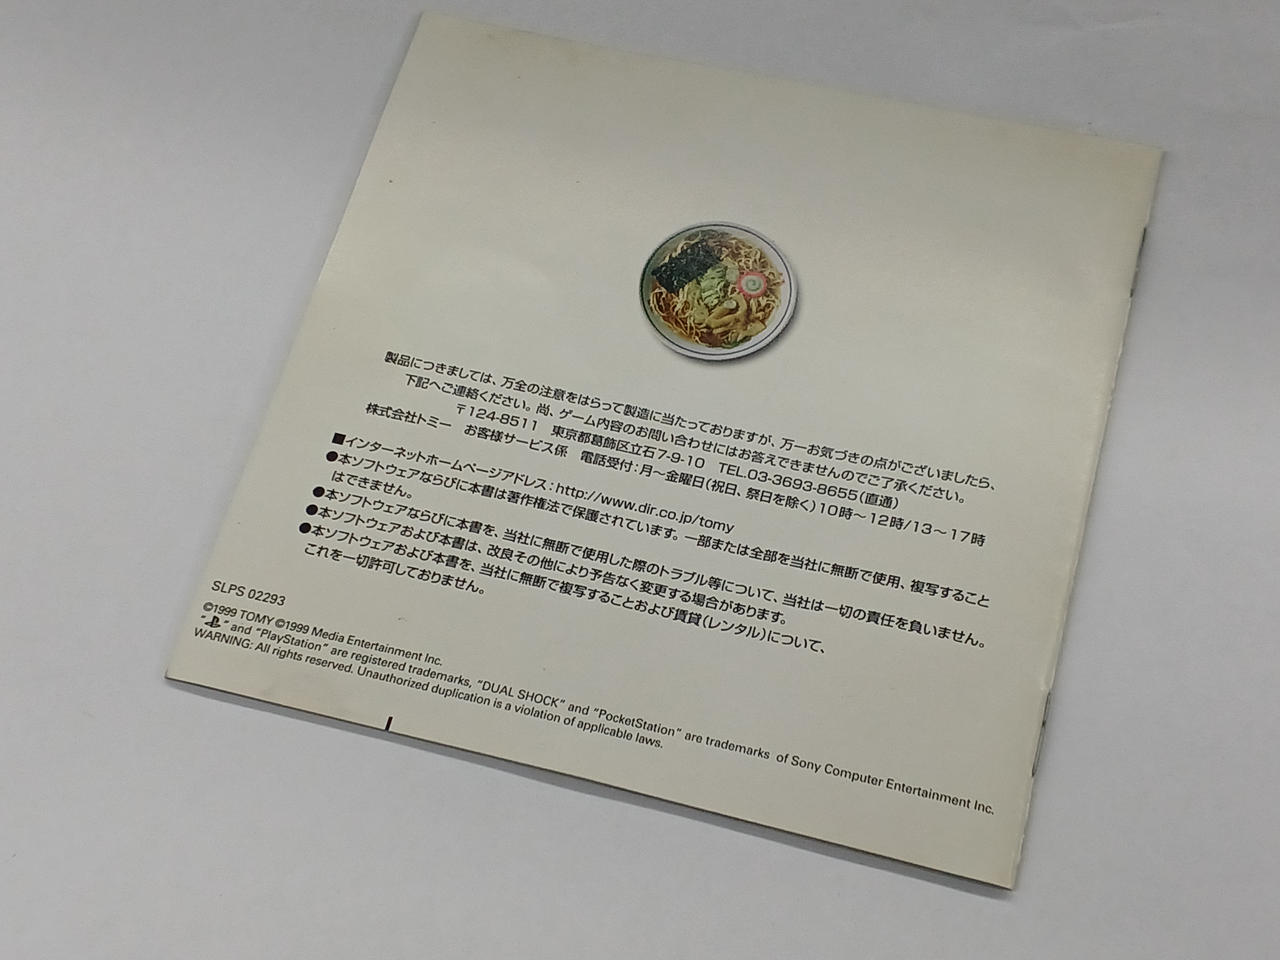 製品につきましては、万全の注意をはらって製造に当たっておりますが、万一お気づきの点がございましたら、
下記へご連絡ください。尚、ゲーム内容のお問い合わせにはお答えできませんのでご了承ください。
〒124-8511 東京都葛飾区立石7-9-10 TEL.03-3693-8655(直通)
株式会社トミー お客様サービス係 電話受付:月〜金曜日(祝日、祭日を除く)10時〜12時/13〜17時
■インターネットホームページアドレス:http://www.dir.co.jp/tomy
●本ソフトウェアならびに本書は著作権法で保護されています。一部または全部を当社に無断で使用、複写すること
はできません。
●本ソフトウェアならびに本書を、当社に無断で使用した際のトラブル等について、当社は一切の責任を負いません。
●本ソフトウェアおよび本書は、改良その他により予告なく変更する場合があります。
●本ソフトウェアおよび本書を、当社に無断で複写することおよび賃貸(レンタル)について、
これを一切許可しておりません。
SLPS 02293
©1999 TOMY ©1999 Media Entertainment Inc.
“ ” and “PlayStation” are registered trademarks, “DUAL SHOCK” and “PocketStation” are trademarks of Sony Computer Entertainment Inc.
WARNING: All rights reserved. Unauthorized duplication is a violation of applicable laws.